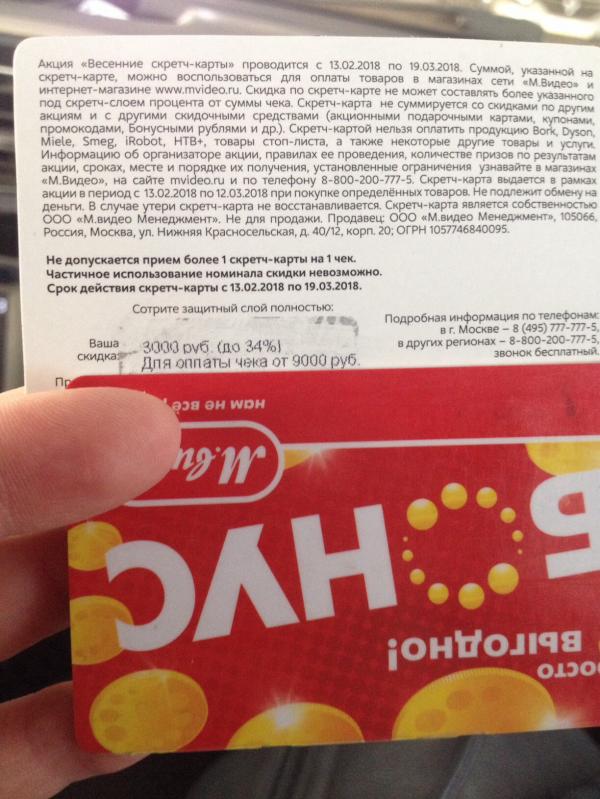 Акция «Весенние скретч-карты» проводится с 13.02.2018 по 19.03.2018. Суммой, указанной на
скретч-карте, можно воспользоваться для оплаты товаров в магазинах сети «М.Видео» и
интернет-магазине www.mvideo.ru. Скидка по скретч-карте не может составлять более указанного
под скретч-слоем процента от суммы чека. Скретч-карта не суммируется со скидками по другим
акциям и с другими скидочными средствами (акционными подарочными картами, купонами,
промокодами, Бонусными рублями и др.). Скретч-картой нельзя оплатить продукцию Bork, Dyson,
Miele, Smeg, iRobot, НТВ+, товары стоп-листа, а также некоторые другие товары и услуги.
Информацию об организаторе акции, правилах ее проведения, количестве призов по результатам
акции, сроках, месте и порядке их получения, установленные ограничения узнавайте в магазинах
«М.Видео», на сайте mvideo.ru и по телефону 8-800-200-777-5. Скретч-карта выдается в рамках
акции в период с 13.02.2018 по 12.03.2018 при покупке определённых товаров. Не подлежит обмену на
деньги. В случае утери скретч-карта не восстанавливается. Скретч-карта является собственностью
ООО «М.видео Менеджмент». Не для продажи. Продавец: ООО «М.видео Менеджмент», 105066,
Россия, Москва, ул. Нижняя Красносельская, д. 40/12, корп. 20; ОГРН 1057746840095.
Не допускается прием более 1 скретч-карты на 1 чек.
Частичное использование номинала скидки невозможно.
Срок действия скретч-карты с 13.02.2018 по 19.03.2018.
Сотрите защитный слой полностью:
Ваша скидка: 3000 руб. (до 34%)
Для оплаты чека от 9000 руб.
Подробная информация по телефонам:
в г. Москве – 8 (495) 777-777-5,
в других регионах – 8-800-200-777-5,
звонок бесплатный.
выгодно!
БОНУС
М.ви
нам не всё